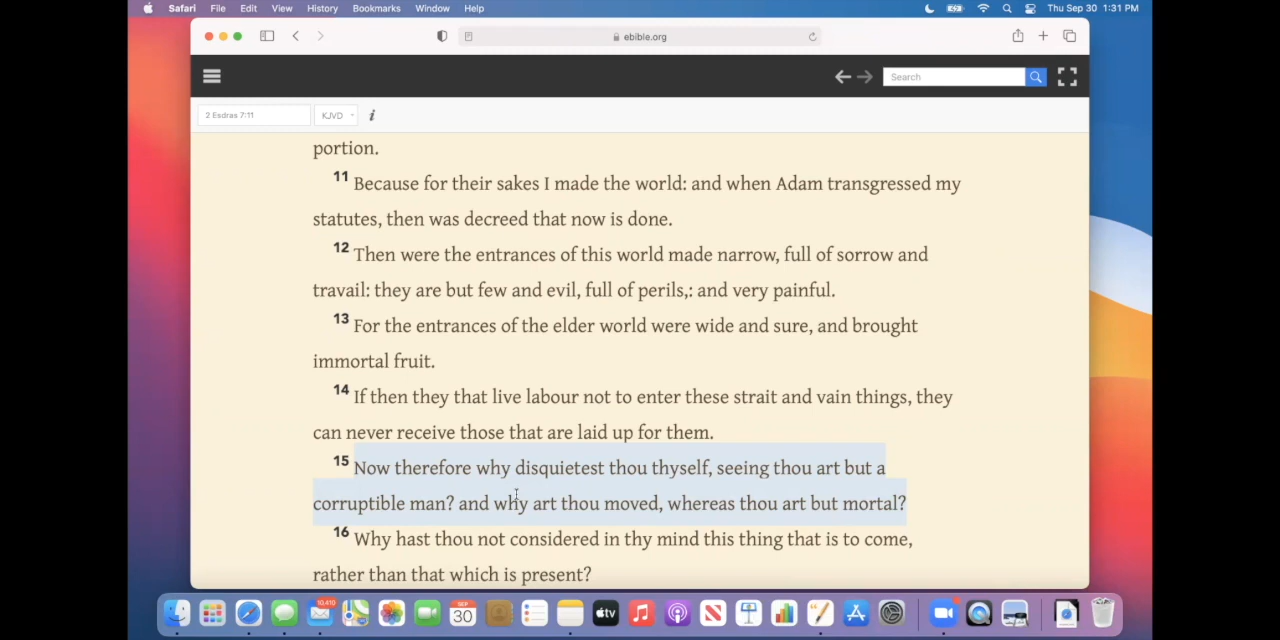 Safari File Edit View History Bookmarks Window Help Thu Sep 30 1:31 PM
ebible.org
Search
2 Esdras 7:11 KJVD i
portion.
11 Because for their sakes I made the world: and when Adam transgressed my
statutes, then was decreed that now is done.
12 Then were the entrances of this world made narrow, full of sorrow and
travail: they are but few and evil, full of perils,: and very painful.
13 For the entrances of the elder world were wide and sure, and brought
immortal fruit.
14 If then they that live labour not to enter these strait and vain things, they
can never receive those that are laid up for them.
15 Now therefore why disquietest thou thyself, seeing thou art but a
corruptible man? and why art thou moved, whereas thou art but mortal?
16 Why hast thou not considered in thy mind this thing that is to come,
rather than that which is present?
10,410 SEP 30 tv